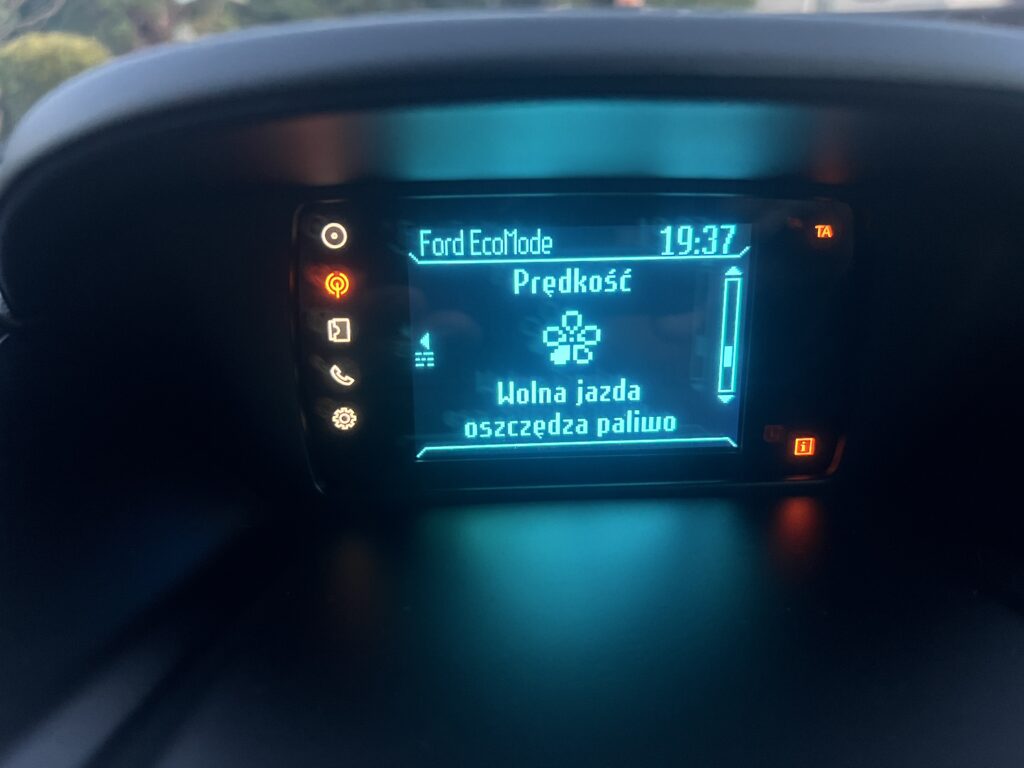 Ford EcoMode 19:37
TA
Prędkość
Wolna jazda
oszczędza paliwo
i